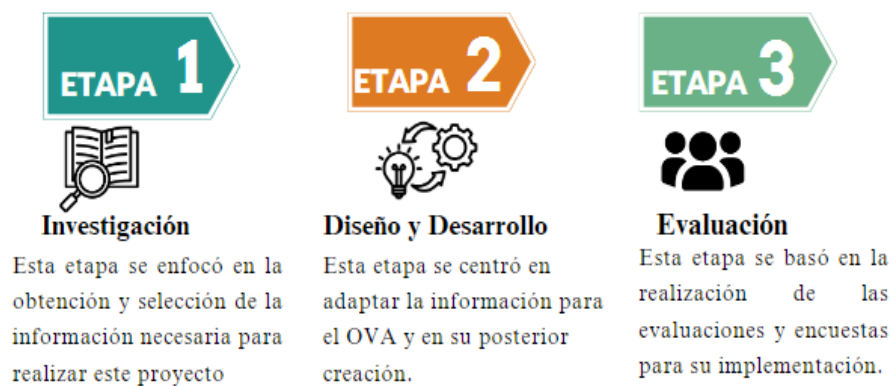 ETAPA 1
Investigación
Esta etapa se enfocó en la
obtención y selección de la
información necesaria para
realizar este proyecto
ETAPA 2
Diseño y Desarrollo
Esta etapa se centró en
adaptar la información para
el OVA y en su posterior
creación.
ETAPA 3
Evaluación
Esta etapa se basó en la
realización de las
evaluaciones y encuestas
para su implementación.